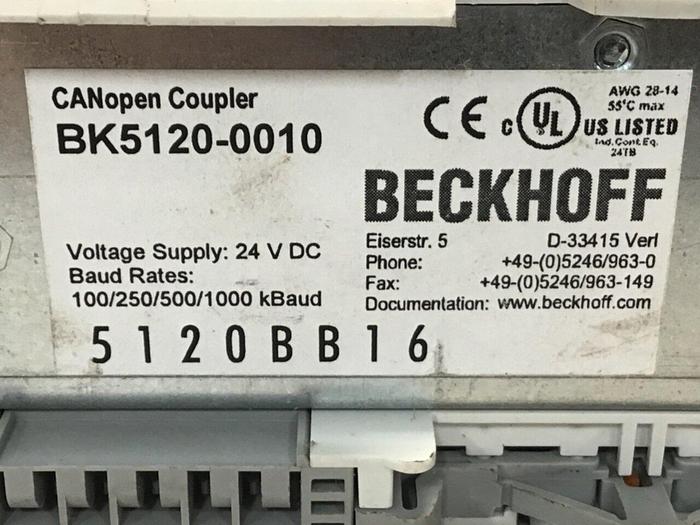 CANopen Coupler
BK5120-0010
CE
c UL US LISTED
AWG 28-14
55°C max
Ind.Cont.Eq.
24TB
BECKHOFF
Eiserstr. 5 D-33415 Verl
Phone: +49-(0)5246/963-0
Fax: +49-(0)5246/963-149
Documentation: www.beckhoff.com
Voltage Supply: 24 V DC
Baud Rates:
100/250/500/1000 kBaud
5120BB16